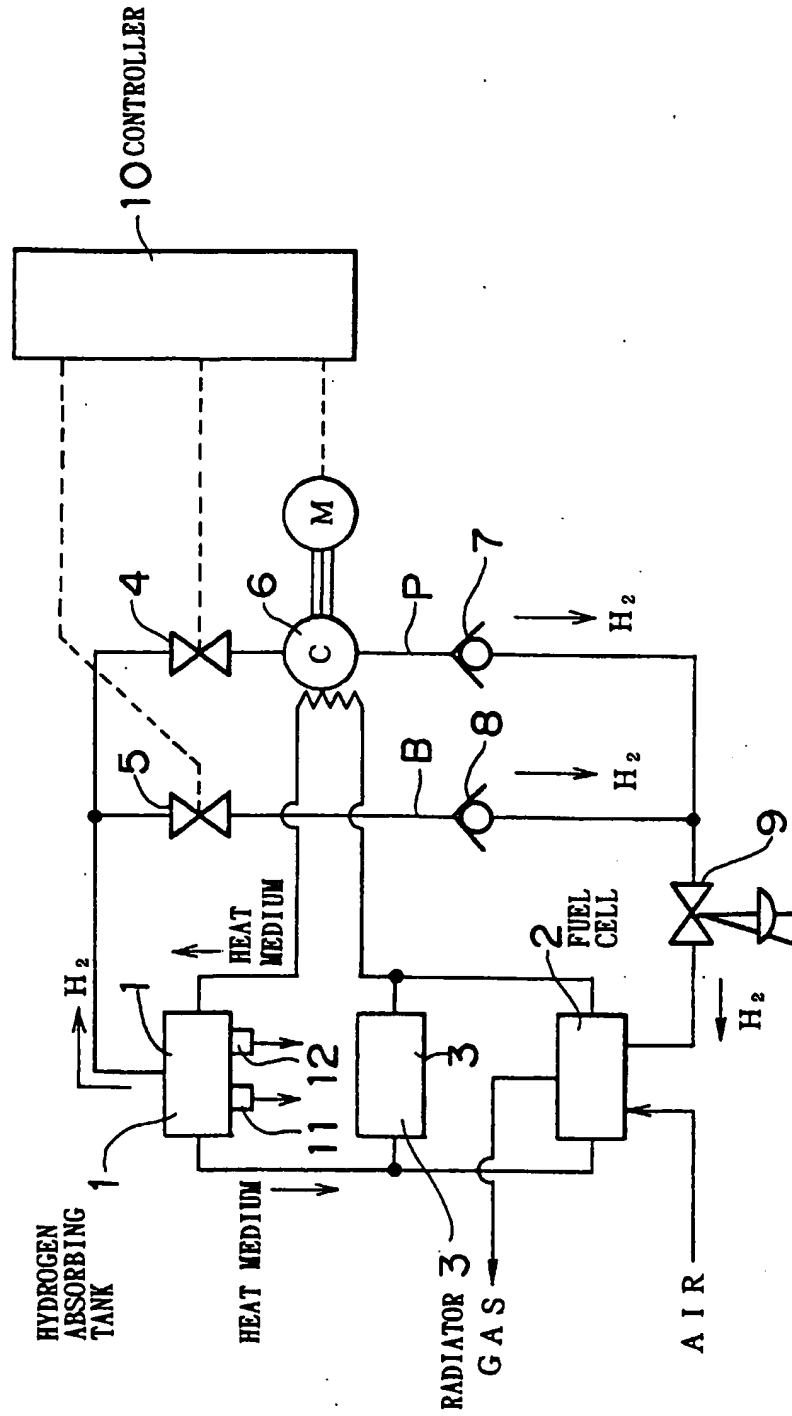 10 CONTROLLER
4
5
6
C
M
P
7
B
8
H₂
H₂
9
H₂
HEAT
MEDIUM
H₂
1
1
12
11
HYDROGEN
ABSORBING
TANK
HEAT MEDIUM
3
RADIATOR 3
2
FUEL
CELL
GAS
AIR